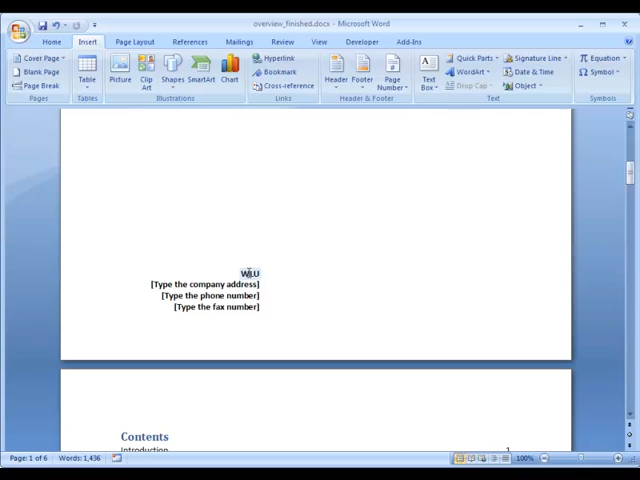 overview_finished.docx - Microsoft Word
Home Insert Page Layout References Mailings Review View Developer Add-Ins
Cover Page
Blank Page
Page Break
Pages
Table
Tables
Picture
Clip
Art
Shapes
SmartArt
Chart
Illustrations
Hyperlink
Bookmark
Cross-reference
Links
Header
Footer
Page
Number
Header & Footer
Text
Box
Quick Parts
WordArt
Drop Cap
Signature Line
Date & Time
Object
Text
Equation
Symbol
Symbols
WLU
[Type the company address]
[Type the phone number]
[Type the fax number]
Contents
Introduction 1
Page: 1 of 6 Words: 1,436 100%